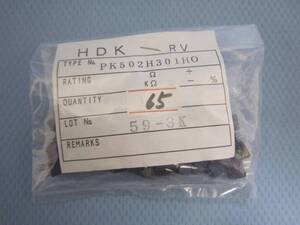 HDK — RV
TYPE № PK502H301H0
RATING Ω KΩ + − %
QUANTITY 65
LOT № 59-3K
REMARKS